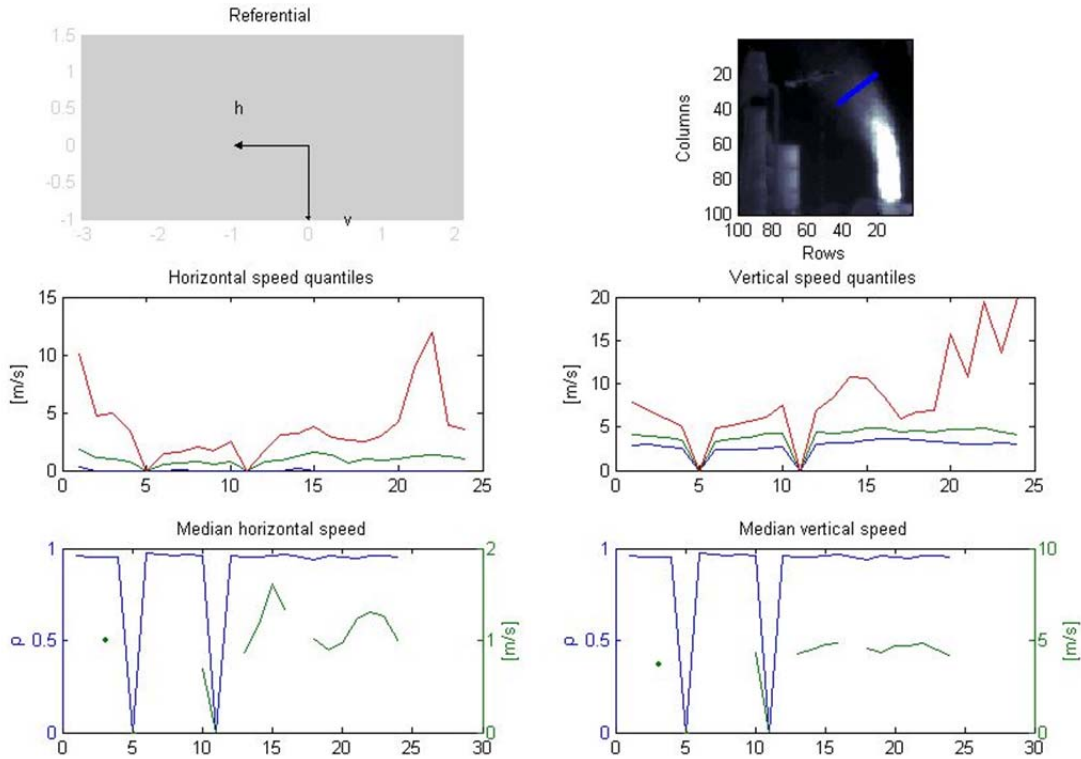 Referential
1.5
1
0.5
0
-0.5
-1
-3 -2 -1 0 1 2
h
v
Columns
20
40
60
80
100
100 80 60 40 20
Rows
Horizontal speed quantiles
[m/s]
15
10
5
0
0 5 10 15 20 25
Vertical speed quantiles
[m/s]
20
15
10
5
0
0 5 10 15 20 25
Median horizontal speed
ρ
1
0.5
0
2
1
0
[m/s]
0 5 10 15 20 25 30
Median vertical speed
ρ
1
0.5
0
10
5
0
[m/s]
0 5 10 15 20 25 30